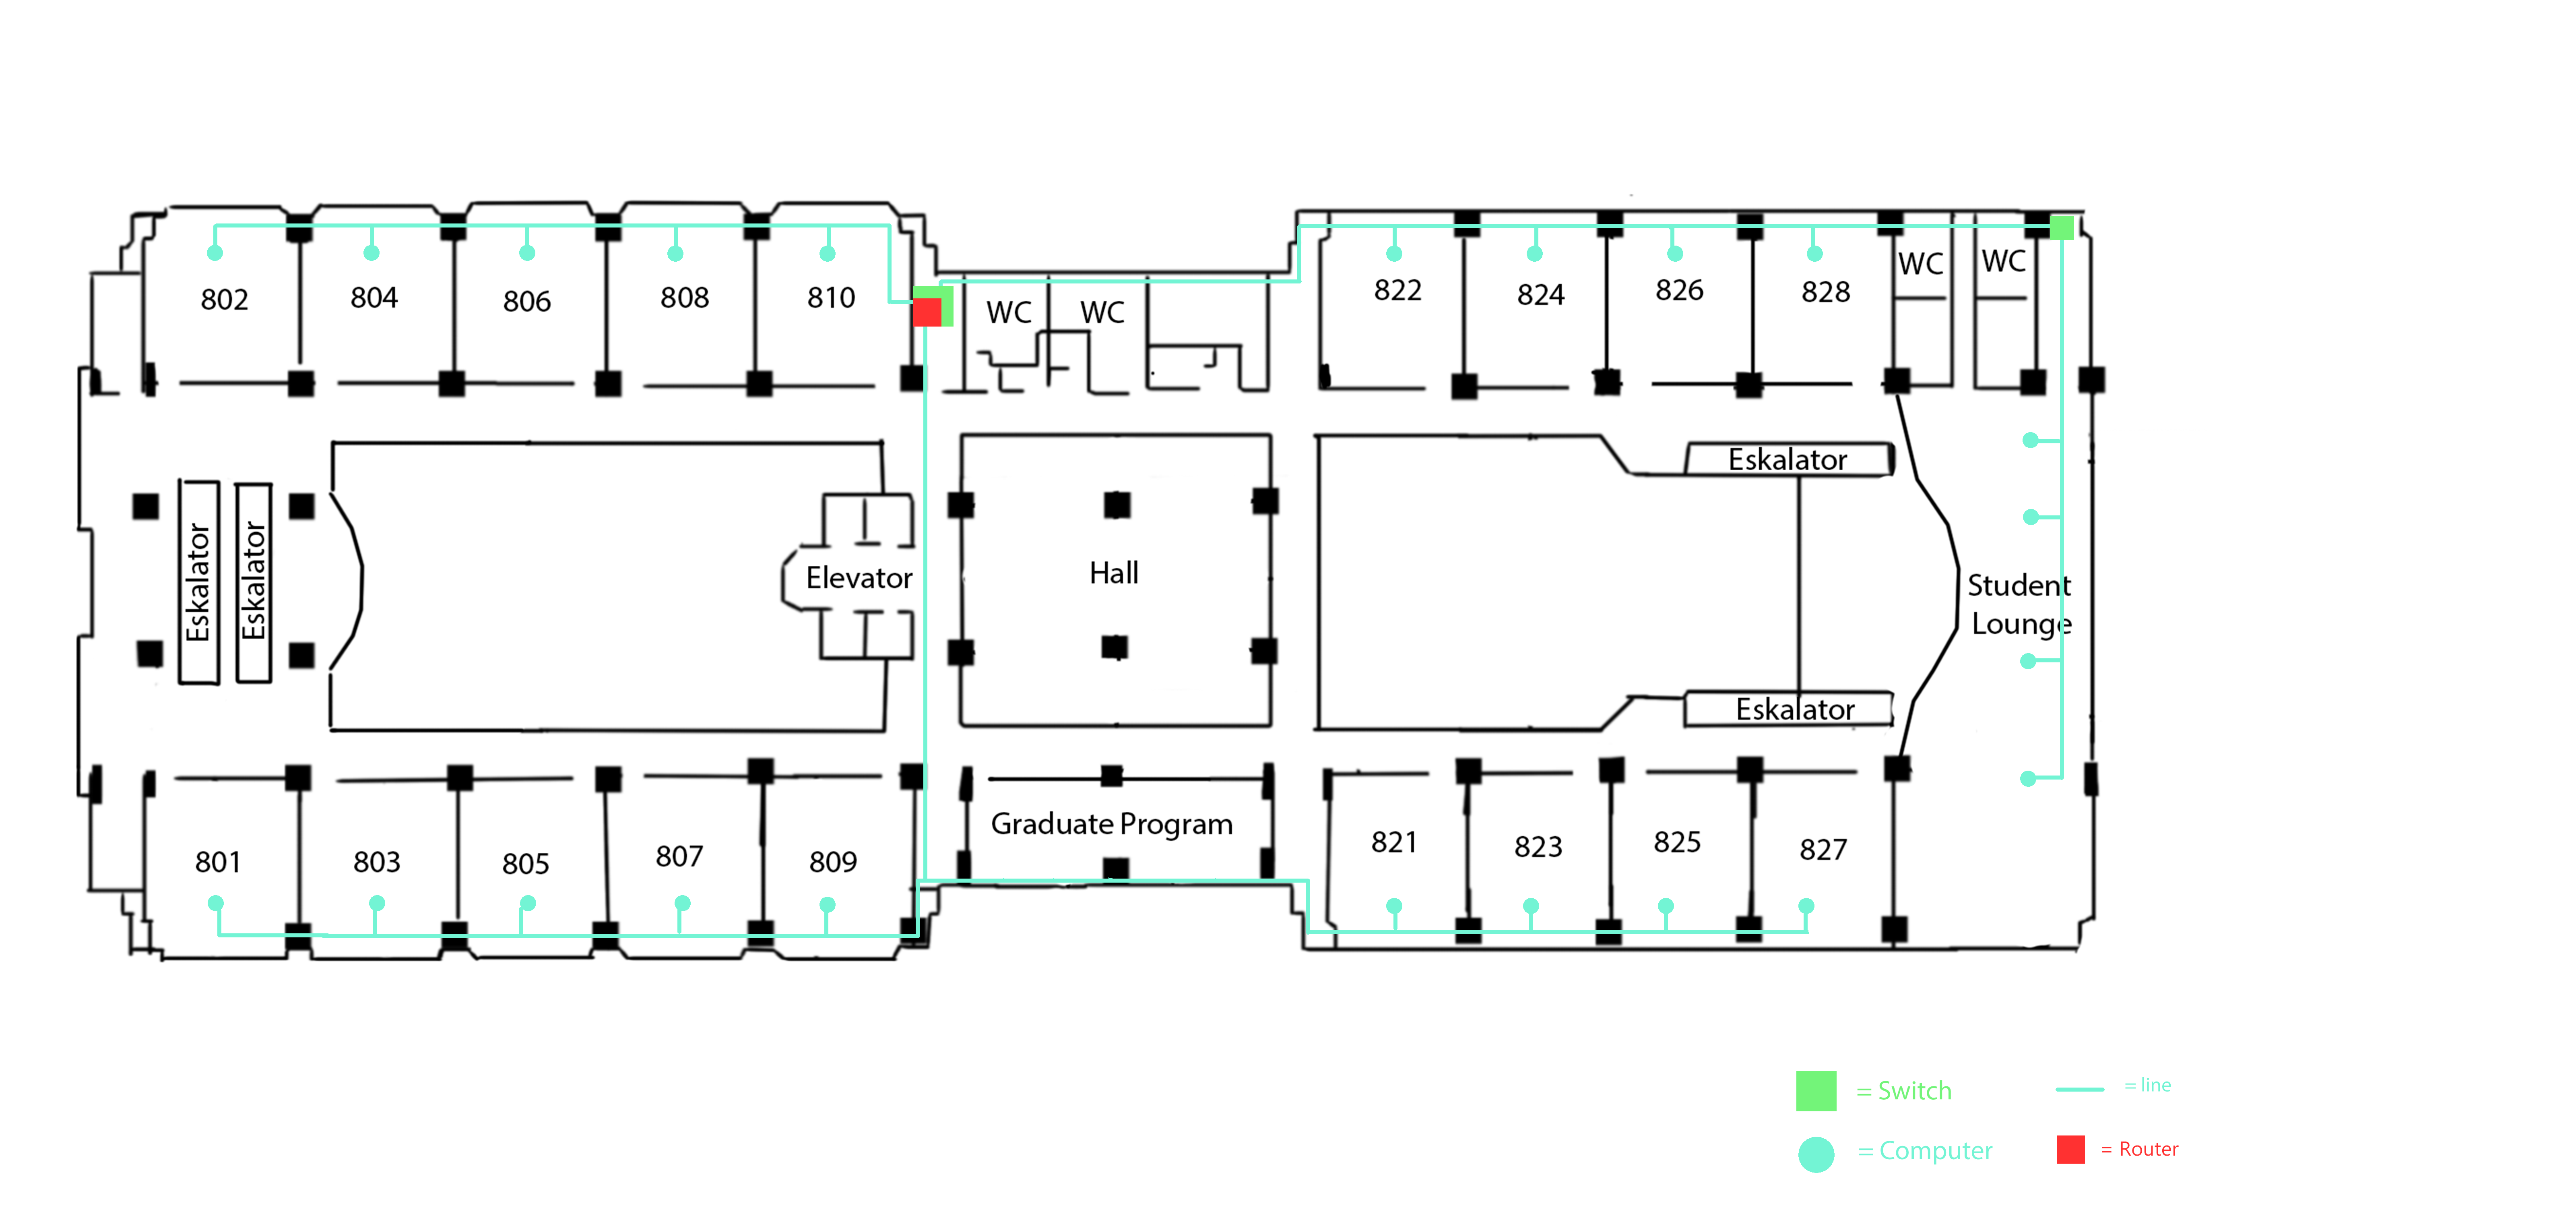 802
804
806
808
810
WC
WC
822
824
826
828
WC
WC
Eskalator
Eskalator
Eskalator
Elevator
Hall
Student
Lounge
Eskalator
801
803
805
807
809
Graduate Program
821
823
825
827
= Switch
= line
= Computer
= Router